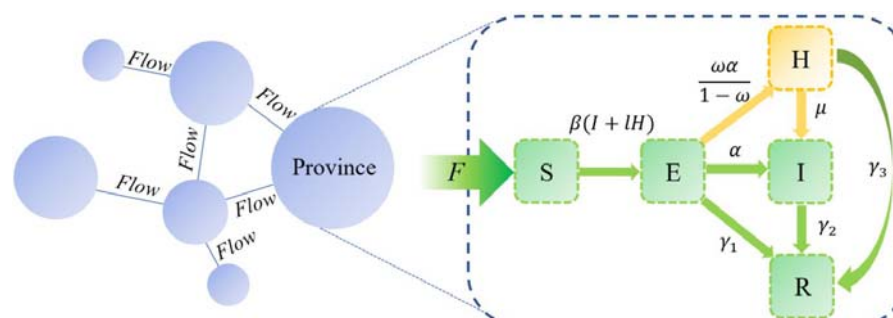 Flow
Flow
Flow
Flow
Flow
Flow
Province
F
S
β(I + lH)
E
ωα
1 − ω
H
μ
α
I
γ₁
γ₂
γ₃
R